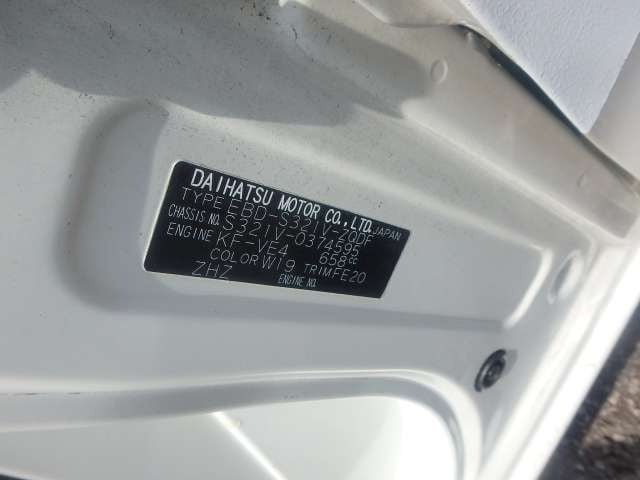 DAIHATSU MOTOR CO., LTD. JAPAN
TYPE EBD-S321V-ZQDF
CHASSIS NO. S321V-0374595
ENGINE KF-VE4 658cc
COLOR W19 TRIM FE20
ZHZ ENGINE NO.